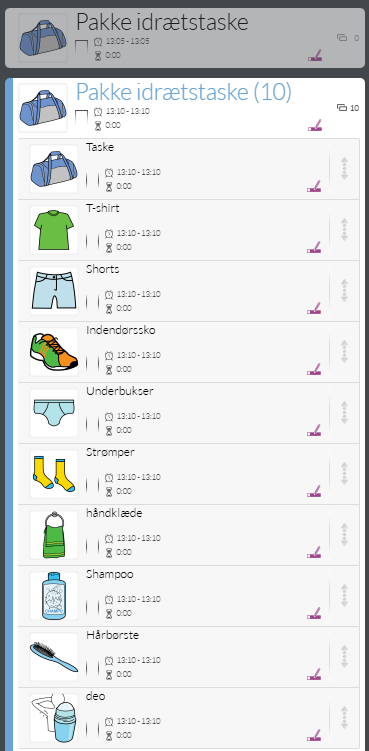 Pakke idrætstaske
13:05 - 13:05
0
0:00
Pakke idrætstaske (10)
13:10 - 13:10
10
0:00
Taske
13:10 - 13:10
0:00
T-shirt
13:10 - 13:10
0:00
Shorts
13:10 - 13:10
0:00
Indendørssko
13:10 - 13:10
0:00
Underbukser
13:10 - 13:10
0:00
Strømper
13:10 - 13:10
0:00
håndklæde
13:10 - 13:10
0:00
Shampoo
13:10 - 13:10
0:00
Hårbørste
13:10 - 13:10
0:00
deo
13:10 - 13:10
0:00